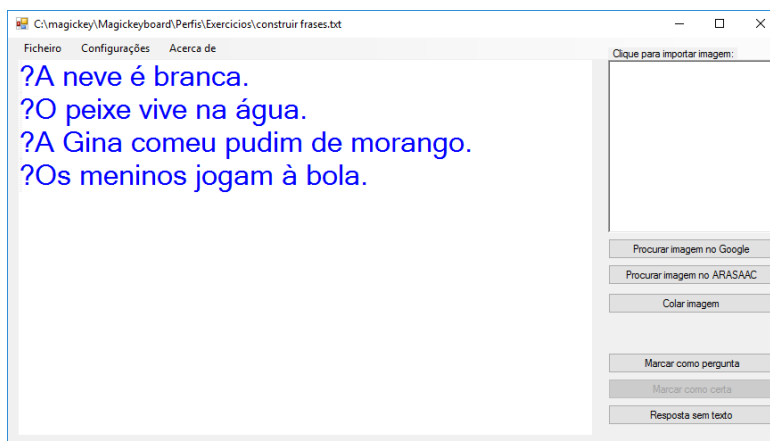 C:\magickey\Magickeyboard\Perfis\Exercicios\construir frases.txt
Ficheiro Configurações Acerca de
Clique para importar imagem:
?A neve é branca.
?O peixe vive na água.
?A Gina comeu pudim de morango.
?Os meninos jogam à bola.
Procurar imagem no Google
Procurar imagem no ARASAAC
Colar imagem
Marcar como pergunta
Marcar como certa
Resposta sem texto